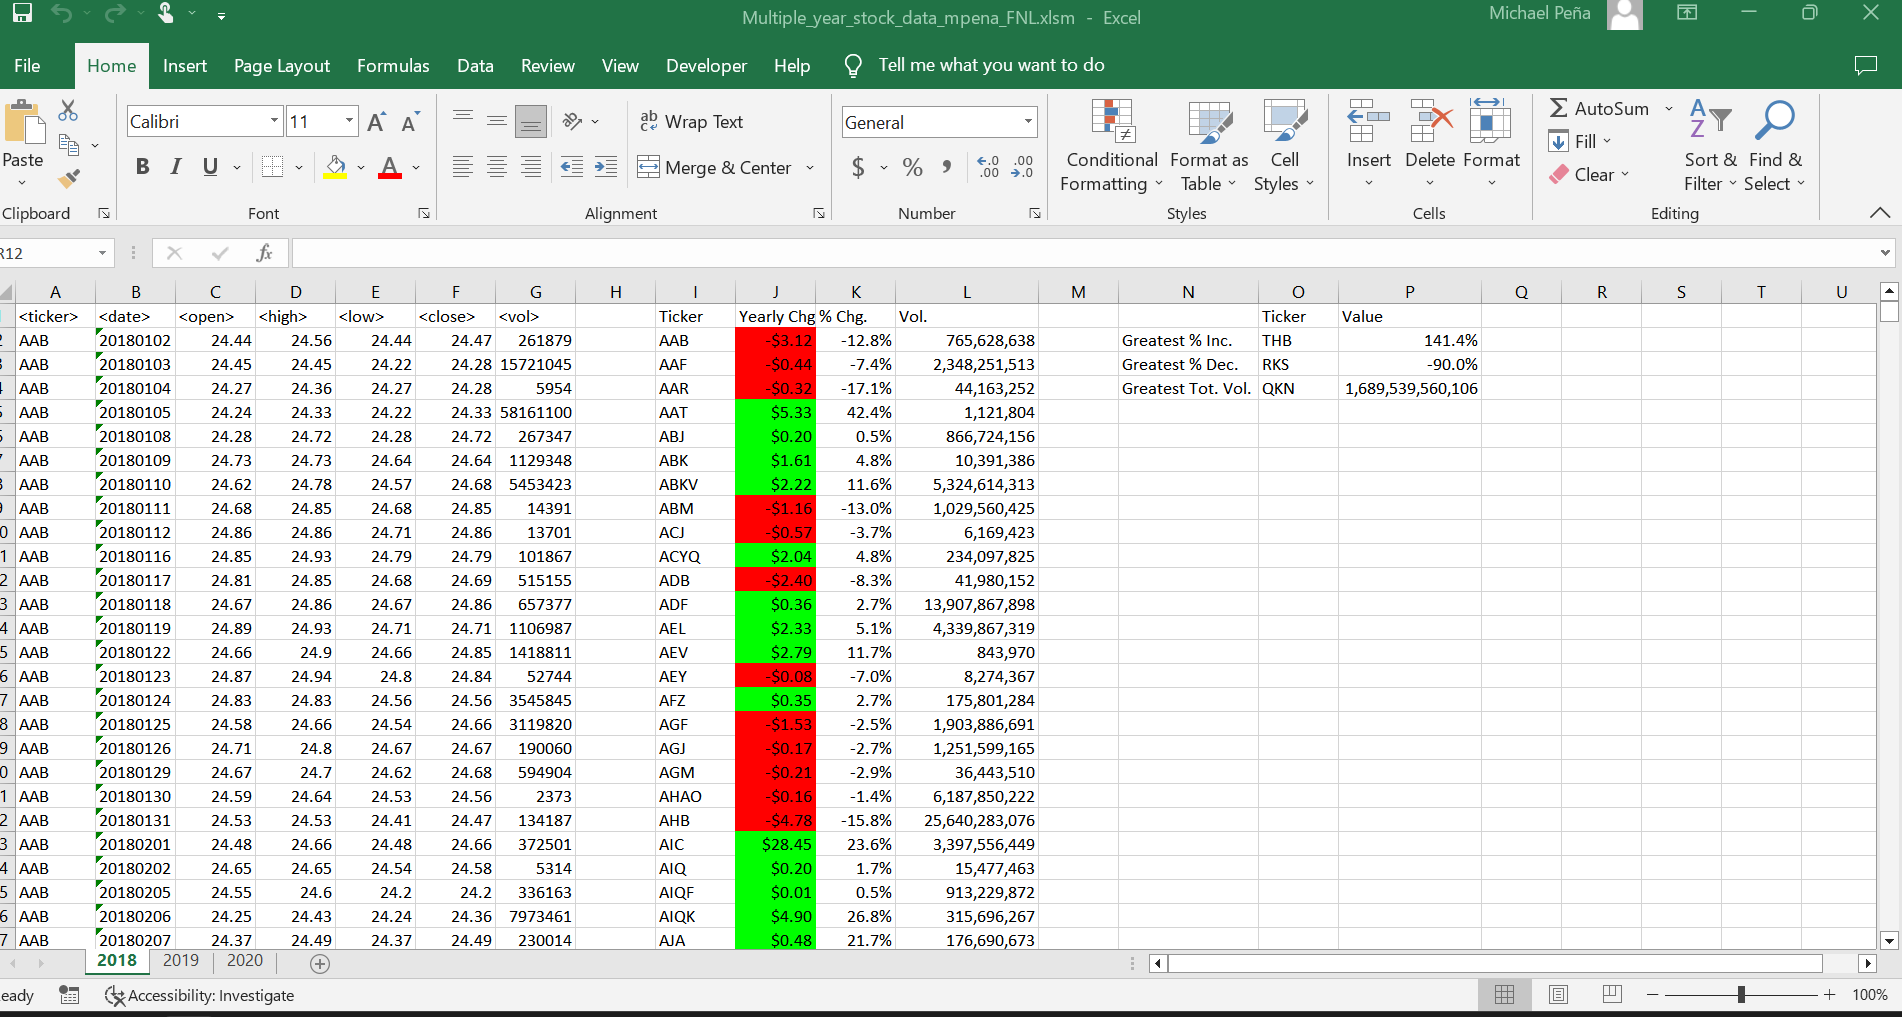 Multiple_year_stock_data_mpena_FNL.xlsm - Excel Michael Peña
File Home Insert Page Layout Formulas Data Review View Developer Help Tell me what you want to do
Calibri 11 ab Wrap Text General AutoSum
Paste B I U A Merge & Center $ % Conditional Formatting Format as Table Cell Styles Insert Delete Format Fill Clear Sort & Filter Find & Select
Clipboard Font Alignment Number Styles Cells Editing
R12 fx
A B C D E F G H I J K L M N O P Q R S T U
<ticker> <date> <open> <high> <low> <close> <vol> Ticker Yearly Chg % Chg. Vol. Ticker Value
2 AAB 20180102 24.44 24.56 24.44 24.47 261879 AAB -$3.12 -12.8% 765,628,638 Greatest % Inc. THB 141.4%
3 AAB 20180103 24.45 24.45 24.22 24.28 15721045 AAF -$0.44 -7.4% 2,348,251,513 Greatest % Dec. RKS -90.0%
4 AAB 20180104 24.27 24.36 24.27 24.28 5954 AAR -$0.32 -17.1% 44,163,252 Greatest Tot. Vol. QKN 1,689,539,560,106
5 AAB 20180105 24.24 24.33 24.22 24.33 58161100 AAT $5.33 42.4% 1,121,804
6 AAB 20180108 24.28 24.72 24.28 24.72 267347 ABJ $0.20 0.5% 866,724,156
7 AAB 20180109 24.73 24.73 24.64 24.64 1129348 ABK $1.61 4.8% 10,391,386
8 AAB 20180110 24.62 24.78 24.57 24.68 5453423 ABKV $2.22 11.6% 5,324,614,313
9 AAB 20180111 24.68 24.85 24.68 24.85 14391 ABM -$1.16 -13.0% 1,029,560,425
0 AAB 20180112 24.86 24.86 24.71 24.86 13701 ACJ -$0.57 -3.7% 6,169,423
1 AAB 20180116 24.85 24.93 24.79 24.79 101867 ACYQ $2.04 4.8% 234,097,825
2 AAB 20180117 24.81 24.85 24.68 24.69 515155 ADB -$2.40 -8.3% 41,980,152
3 AAB 20180118 24.67 24.86 24.67 24.86 657377 ADF $0.36 2.7% 13,907,867,898
4 AAB 20180119 24.89 24.93 24.71 24.71 1106987 AEL $2.33 5.1% 4,339,867,319
5 AAB 20180122 24.66 24.9 24.66 24.85 1418811 AEV $2.79 11.7% 843,970
6 AAB 20180123 24.87 24.94 24.8 24.84 52744 AEY -$0.08 -7.0% 8,274,367
7 AAB 20180124 24.83 24.83 24.56 24.56 3545845 AFZ $0.35 2.7% 175,801,284
8 AAB 20180125 24.58 24.66 24.54 24.66 3119820 AGF -$1.53 -2.5% 1,903,886,691
9 AAB 20180126 24.71 24.8 24.67 24.67 190060 AGJ -$0.17 -2.7% 1,251,599,165
0 AAB 20180129 24.67 24.7 24.62 24.68 594904 AGM -$0.21 -2.9% 36,443,510
1 AAB 20180130 24.59 24.64 24.53 24.56 2373 AHAO -$0.16 -1.4% 6,187,850,222
2 AAB 20180131 24.53 24.53 24.41 24.47 134187 AHB -$4.78 -15.8% 25,640,283,076
3 AAB 20180201 24.48 24.66 24.48 24.66 372501 AIC $28.45 23.6% 3,397,556,449
4 AAB 20180202 24.65 24.65 24.54 24.58 5314 AIQ $0.20 1.7% 15,477,463
5 AAB 20180205 24.55 24.6 24.2 24.2 336163 AIQF $0.01 0.5% 913,229,872
6 AAB 20180206 24.25 24.43 24.24 24.36 7973461 AIQK $4.90 26.8% 315,696,267
7 AAB 20180207 24.37 24.49 24.37 24.49 230014 AJA $0.48 21.7% 176,690,673
2018 2019 2020
eady Accessibility: Investigate 100%